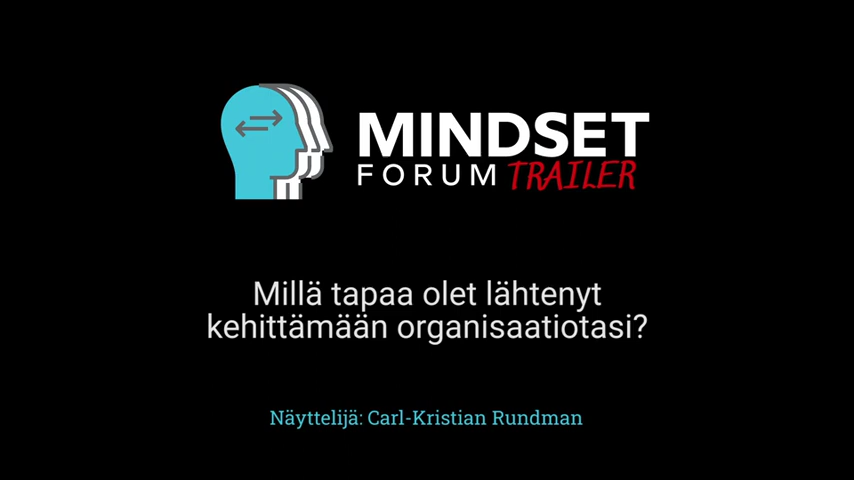 MINDSET
FORUM TRAILER
Millä tapaa olet lähtenyt
kehittämään organisaatiotasi?
Näyttelijä: Carl-Kristian Rundman